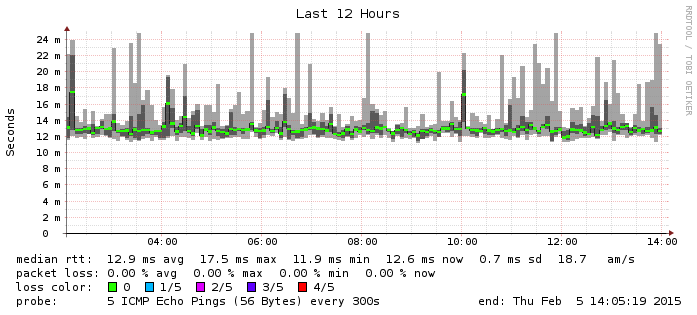 Last 12 Hours
RRDTOOL / TOBI OETIKER
Seconds
24 m
22 m
20 m
18 m
16 m
14 m
12 m
10 m
8 m
6 m
4 m
2 m
0
04:00 06:00 08:00 10:00 12:00 14:00
median rtt: 12.9 ms avg 17.5 ms max 11.9 ms min 12.6 ms now 0.7 ms sd 18.7 am/s
packet loss: 0.00 % avg 0.00 % max 0.00 % min 0.00 % now
loss color: 0 1/5 2/5 3/5 4/5
probe: 5 ICMP Echo Pings (56 Bytes) every 300s end: Thu Feb 5 14:05:19 2015